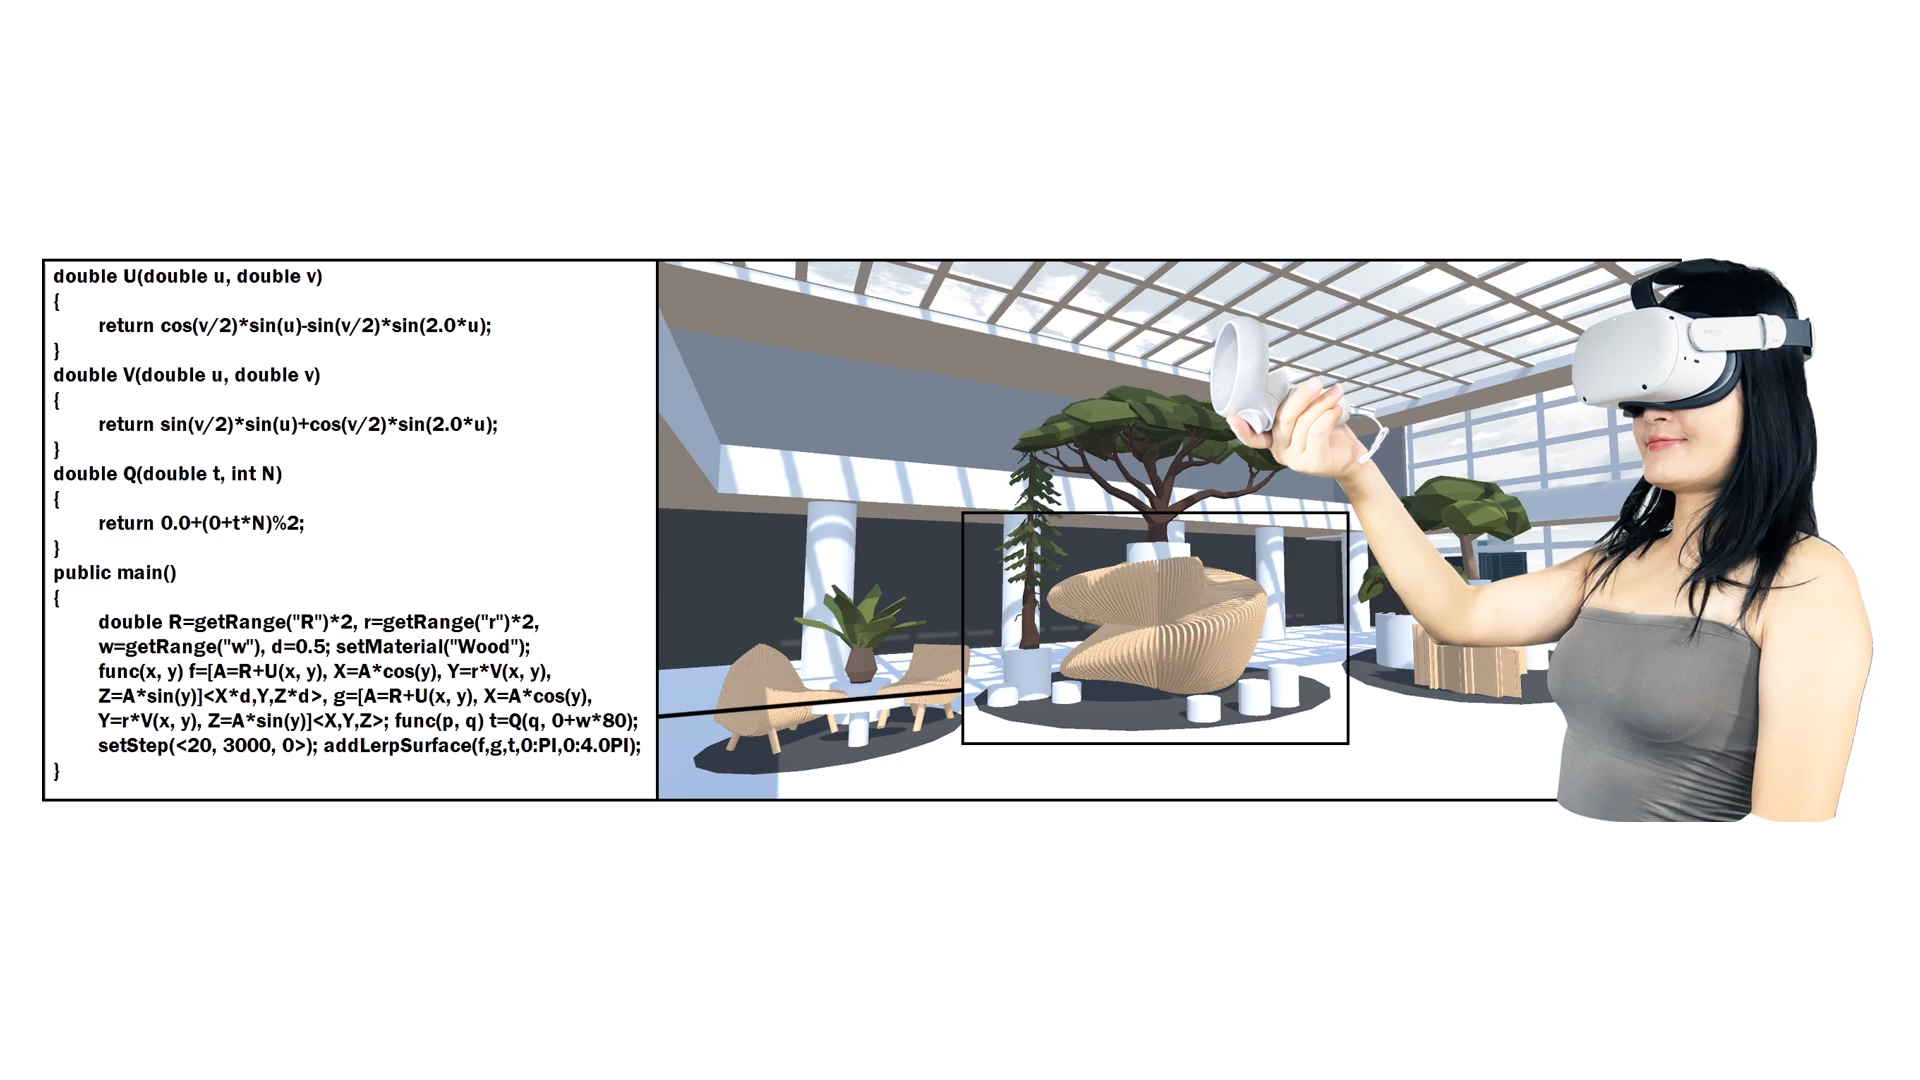 double U(double u, double v)
{
return cos(v/2)*sin(u)-sin(v/2)*sin(2.0*u);
}
double V(double u, double v)
{
return sin(v/2)*sin(u)+cos(v/2)*sin(2.0*u);
}
double Q(double t, int N)
{
return 0.0+(0+t*N)%2;
}
public main()
{
double R=getRange("R")*2, r=getRange("r")*2,
w=getRange("w"), d=0.5; setMaterial("Wood");
func(x, y) f=[A=R+U(x, y), X=A*cos(y), Y=r*V(x, y),
Z=A*sin(y)]<X*d,Y,Z*d>, g=[A=R+U(x, y), X=A*cos(y),
Y=r*V(x, y), Z=A*sin(y)]<X,Y,Z>; func(p, q) t=Q(q, 0+w*80);
setStep(<20, 3000, 0>); addLerpSurface(f,g,t,0:PI,0:4.0PI);
}